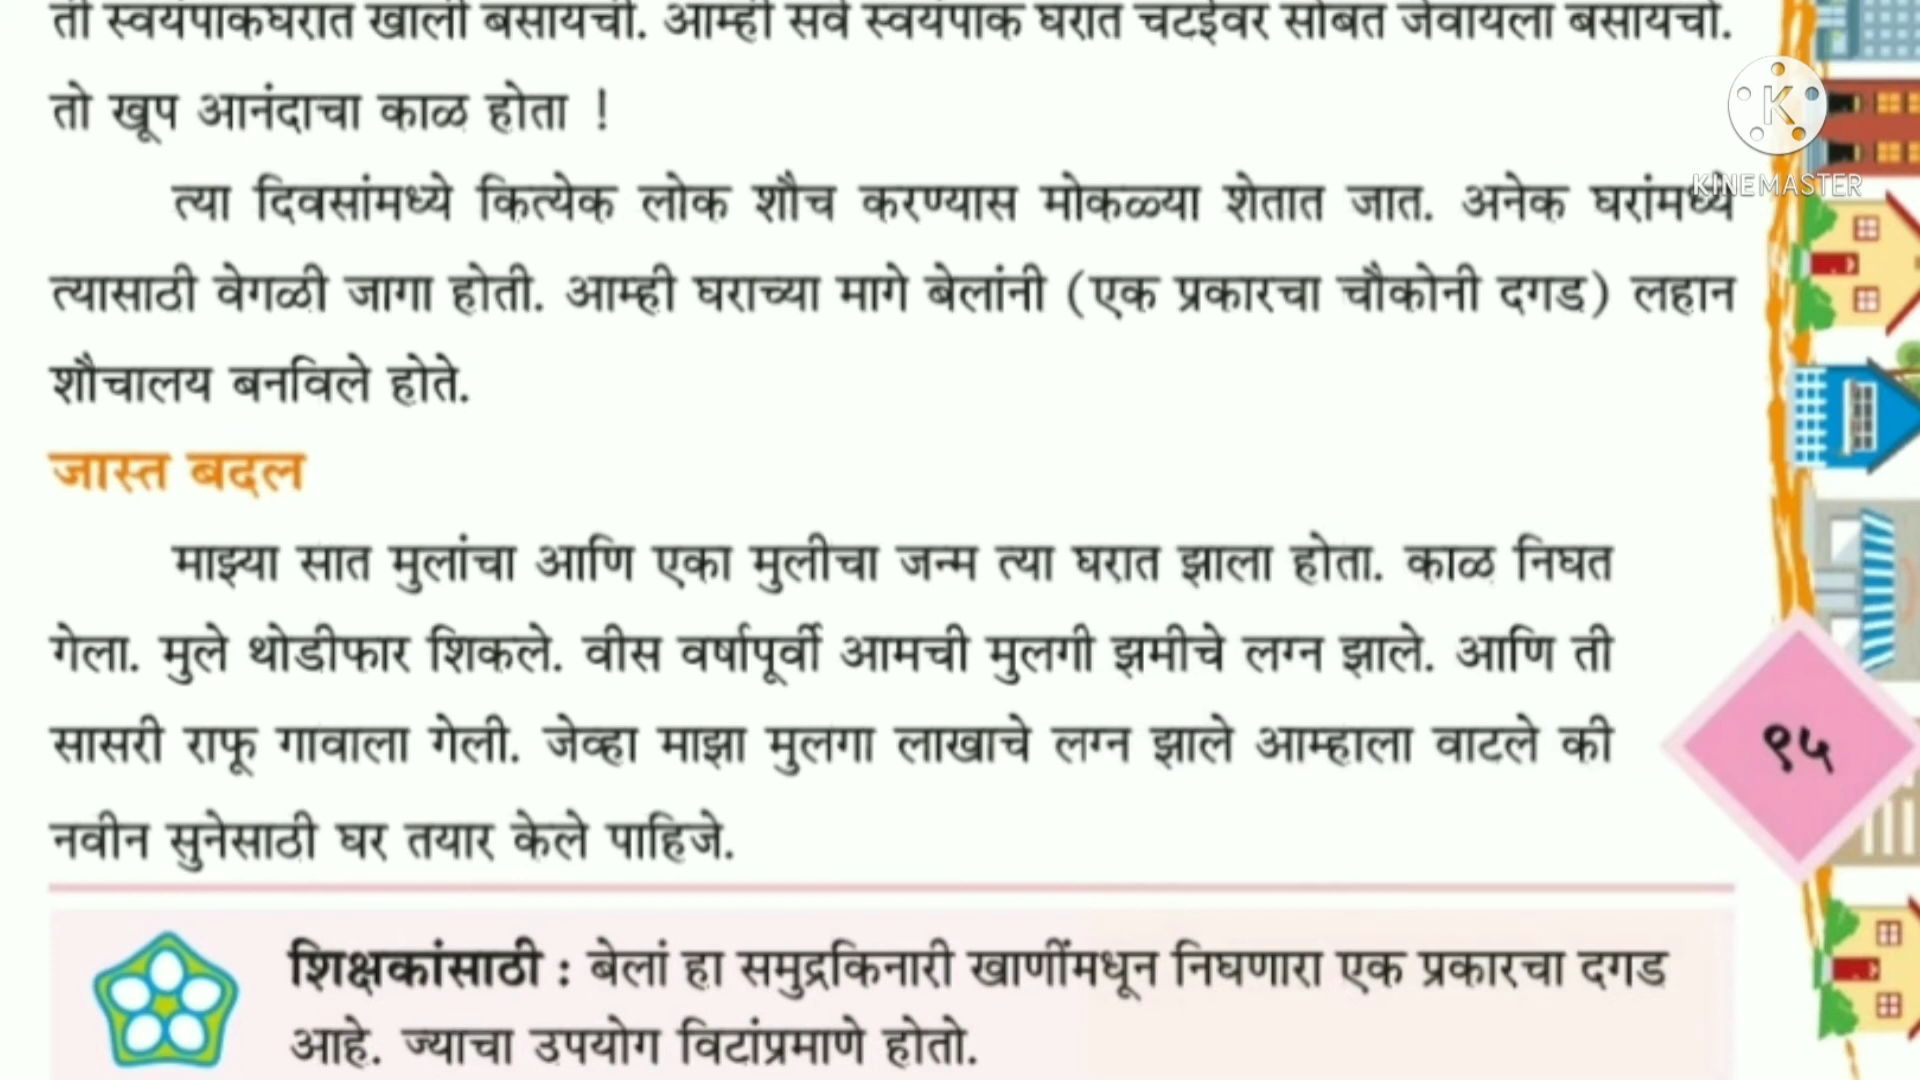 ती स्वयंपाकघरात खाली बसायची. आम्ही सर्व स्वयंपाक घरात चटईवर सोबत जेवायला बसायचो.
तो खूप आनंदाचा काळ होता !
त्या दिवसांमध्ये कित्येक लोक शौच करण्यास मोकळ्या शेतात जात. अनेक घरांमध्ये
त्यासाठी वेगळी जागा होती. आम्ही घराच्या मागे बेलांनी (एक प्रकारचा चौकोनी दगड) लहान
शौचालय बनविले होते.
जास्त बदल
माझ्या सात मुलांचा आणि एका मुलीचा जन्म त्या घरात झाला होता. काळ निघत
गेला. मुले थोडीफार शिकले. वीस वर्षापूर्वी आमची मुलगी झमीचे लग्न झाले. आणि ती
सासरी राफू गावाला गेली. जेव्हा माझा मुलगा लाखाचे लग्न झाले आम्हाला वाटले की
नवीन सुनेसाठी घर तयार केले पाहिजे.
शिक्षकांसाठी : बेलां हा समुद्रकिनारी खाणींमधून निघणारा एक प्रकारचा दगड
आहे. ज्याचा उपयोग विटांप्रमाणे होतो.
९५
K
KINEMASTER